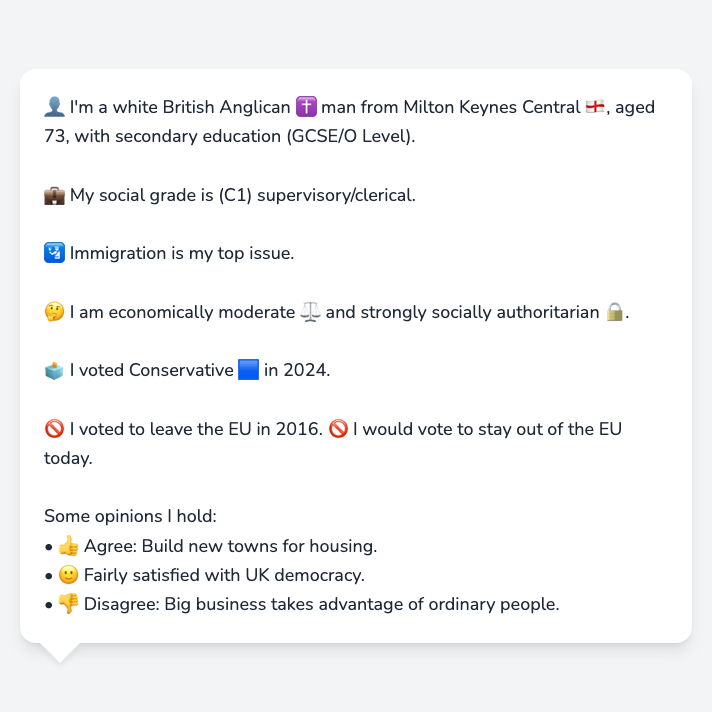 👤 I'm a white British Anglican ✝️ man from Milton Keynes Central 🏴󠁧󠁢󠁥󠁮󠁧󠁿, aged
73, with secondary education (GCSE/O Level).
💼 My social grade is (C1) supervisory/clerical.
🛂 Immigration is my top issue.
🤔 I am economically moderate ⚖️ and strongly socially authoritarian 🔒.
🗳️ I voted Conservative 🟦 in 2024.
🚫 I voted to leave the EU in 2016. 🚫 I would vote to stay out of the EU
today.
Some opinions I hold:
• 👍 Agree: Build new towns for housing.
• 🙂 Fairly satisfied with UK democracy.
• 👎 Disagree: Big business takes advantage of ordinary people.